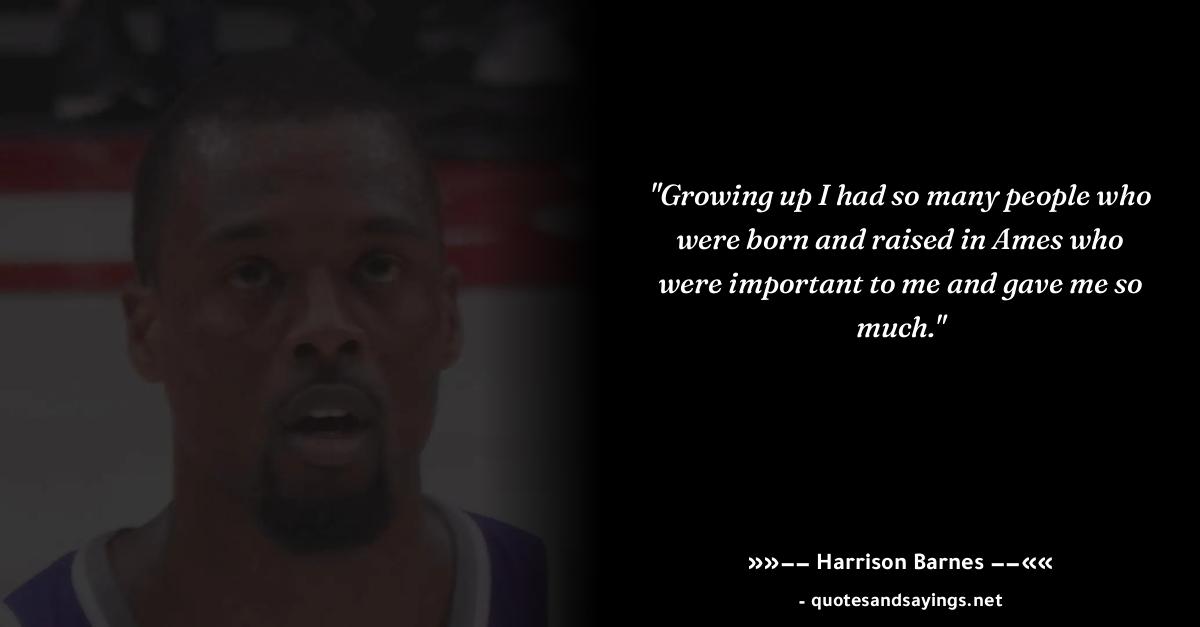 "Growing up I had so many people who
were born and raised in Ames who
were important to me and gave me so
much."
»»–– Harrison Barnes ––««
- quotesandsayings.net